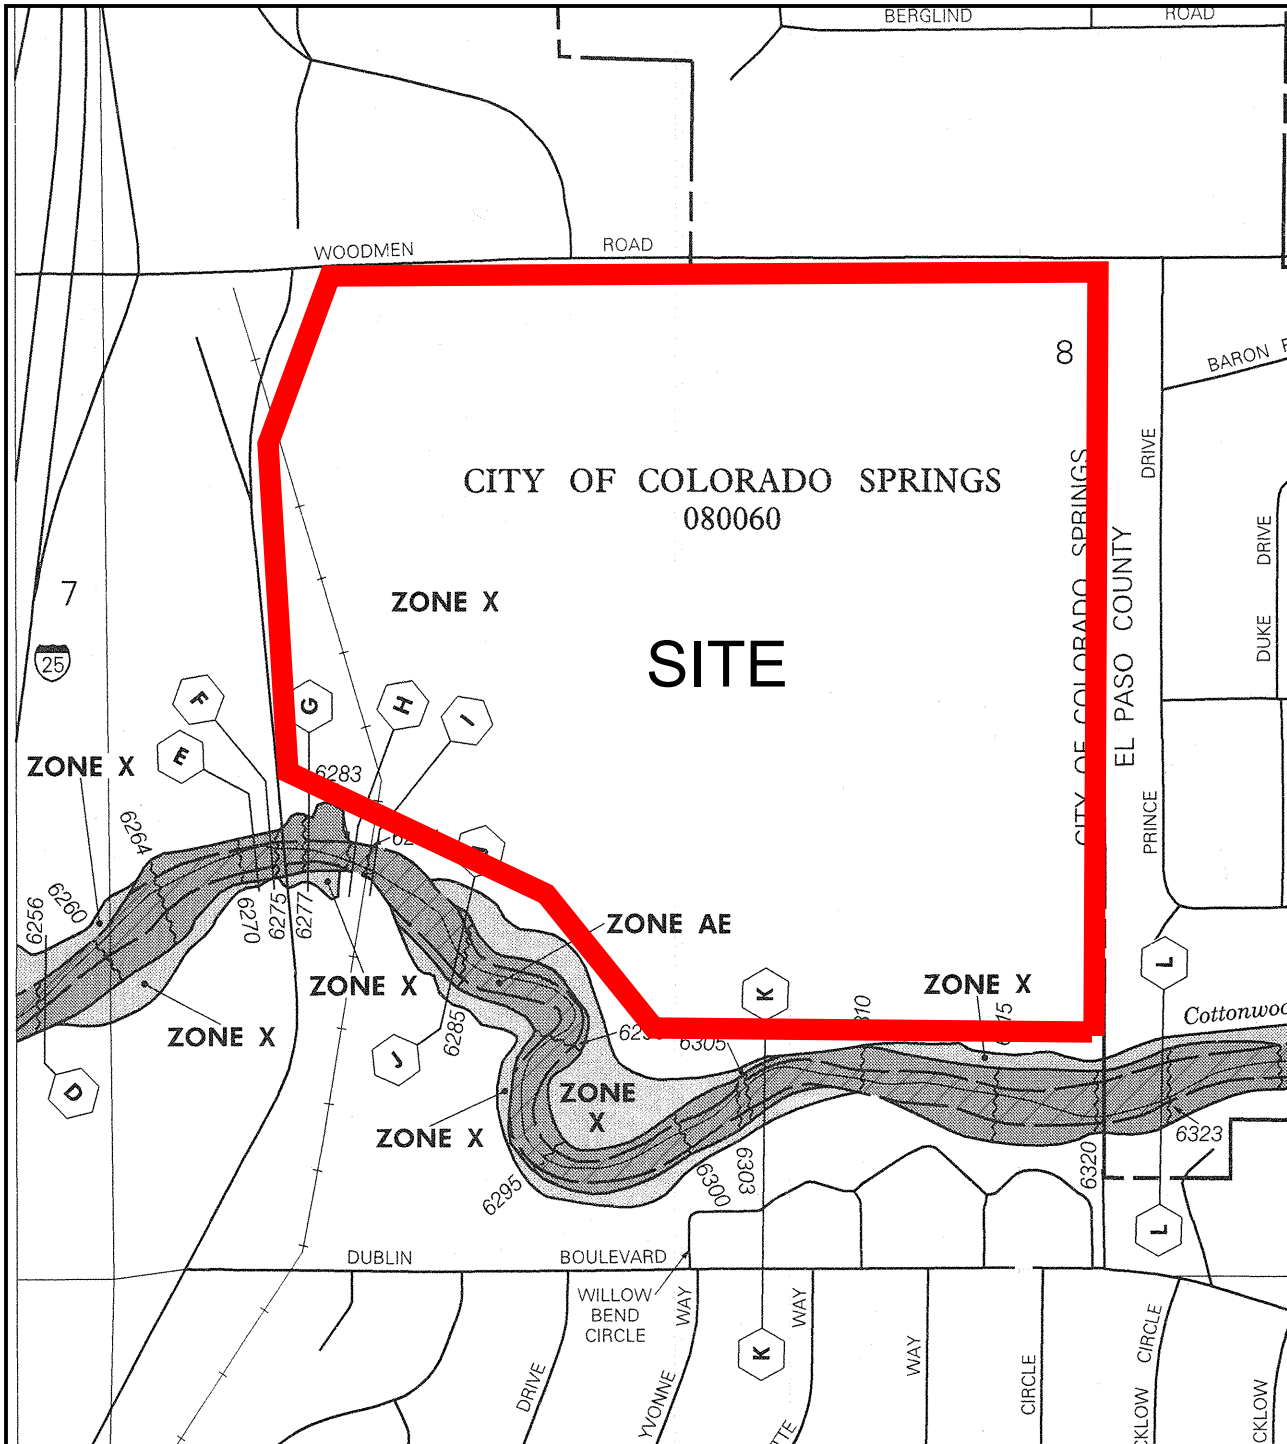 BERGLIND
ROAD
WOODMEN
ROAD
8
BARON
CITY OF COLORADO SPRINGS
080060
CITY OF COLORADO SPRINGS
EL PASO COUNTY
DRIVE
DUKE DRIVE
7
ZONE X
SITE
25
F
G
H
I
E
ZONE X
6283
PRINCE
6264
6260
6256
6270
6275
6277
ZONE AE
ZONE X
ZONE X
ZONE X
K
L
Cottonwoo
J
6285
6305
D
ZONE
X
ZONE X
6295
6300
6303
6320
6323
L
DUBLIN
BOULEVARD
WILLOW
BEND
CIRCLE
WAY
WAY
K
DRIVE
YVONNE
WAY
CIRCLE
CIRCLE
CKLOW
CKLOW